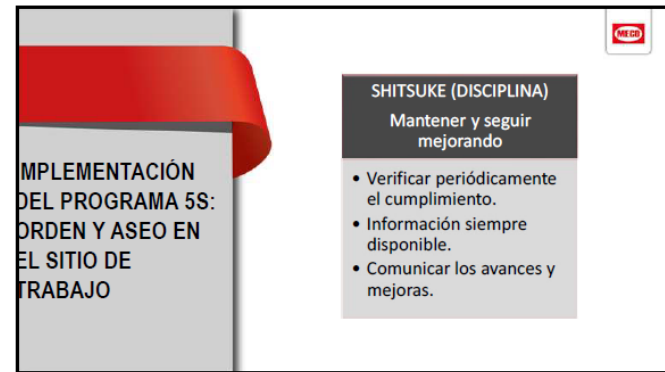 MECO
MPLEMENTACIÓN
DEL PROGRAMA 5S:
ORDEN Y ASEO EN
EL SITIO DE
TRABAJO
SHITSUKE (DISCIPLINA)
Mantener y seguir
mejorando
• Verificar periódicamente
el cumplimiento.
• Información siempre
disponible.
• Comunicar los avances y
mejoras.